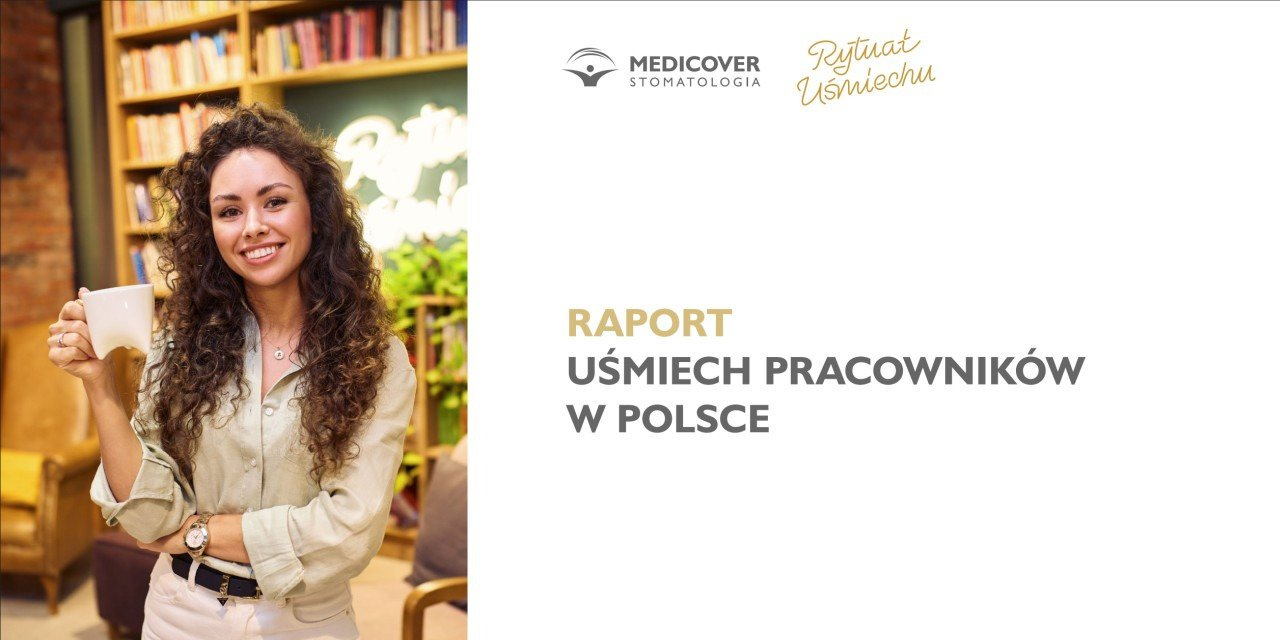 MEDICOVER
STOMATOLOGIA
Rytuał
Uśmiechu
RAPORT
UŚMIECH PRACOWNIKÓW
W POLSCE